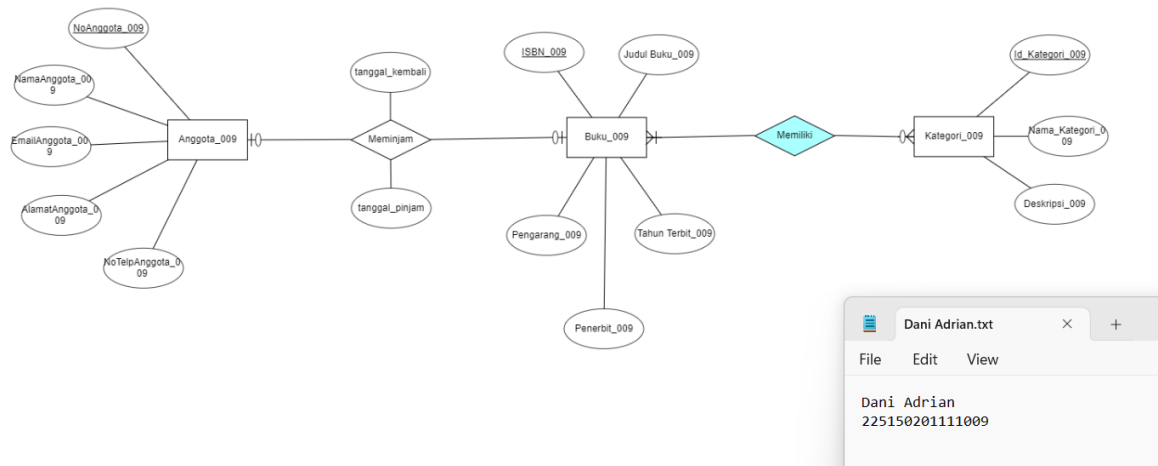 NoAnggota_009
NamaAnggota_00
9
EmailAnggota_00
9
AlamatAnggota_0
09
NoTelpAnggota_0
09
Anggota_009
tanggal_kembali
Meminjam
tanggal_pinjam
ISBN_009
Judul Buku_009
Buku_009
Pengarang_009
Tahun Terbit_009
Penerbit_009
Memiliki
Id_Kategori_009
Kategori_009
Nama_Kategori_0
09
Deskripsi_009
Dani Adrian.txt
File Edit View
Dani Adrian
225150201111009